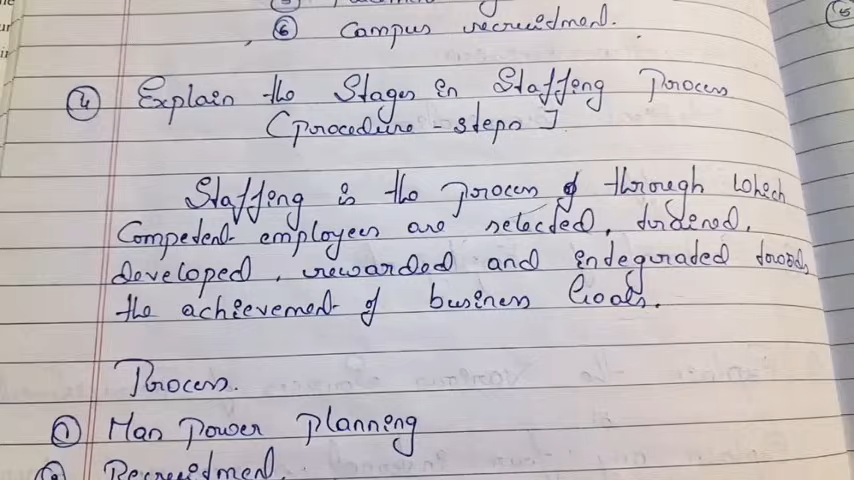 ⑥ Campus recruitment.
④ Explain the Stages in Staffing Process
(procedure - steps]
Staffing is the process of through which
Competent employees are selected, trained,
developed, rewarded and integrated towards
the achievement of business Goals.
Process.
① Man Power Planning
② Recruitment.